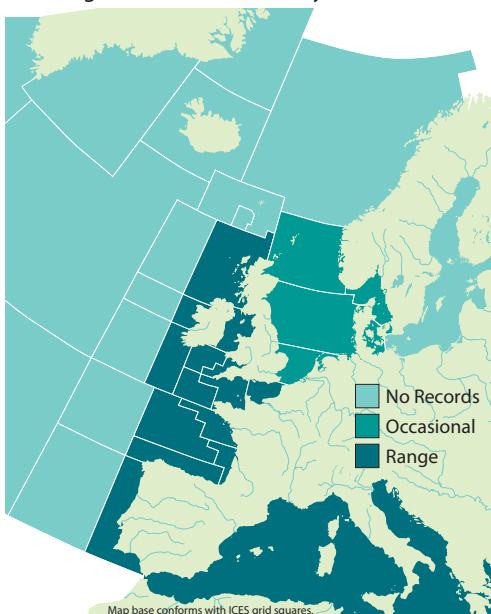 No Records
Occasional
Range
Map base conforms with ICES grid squares.